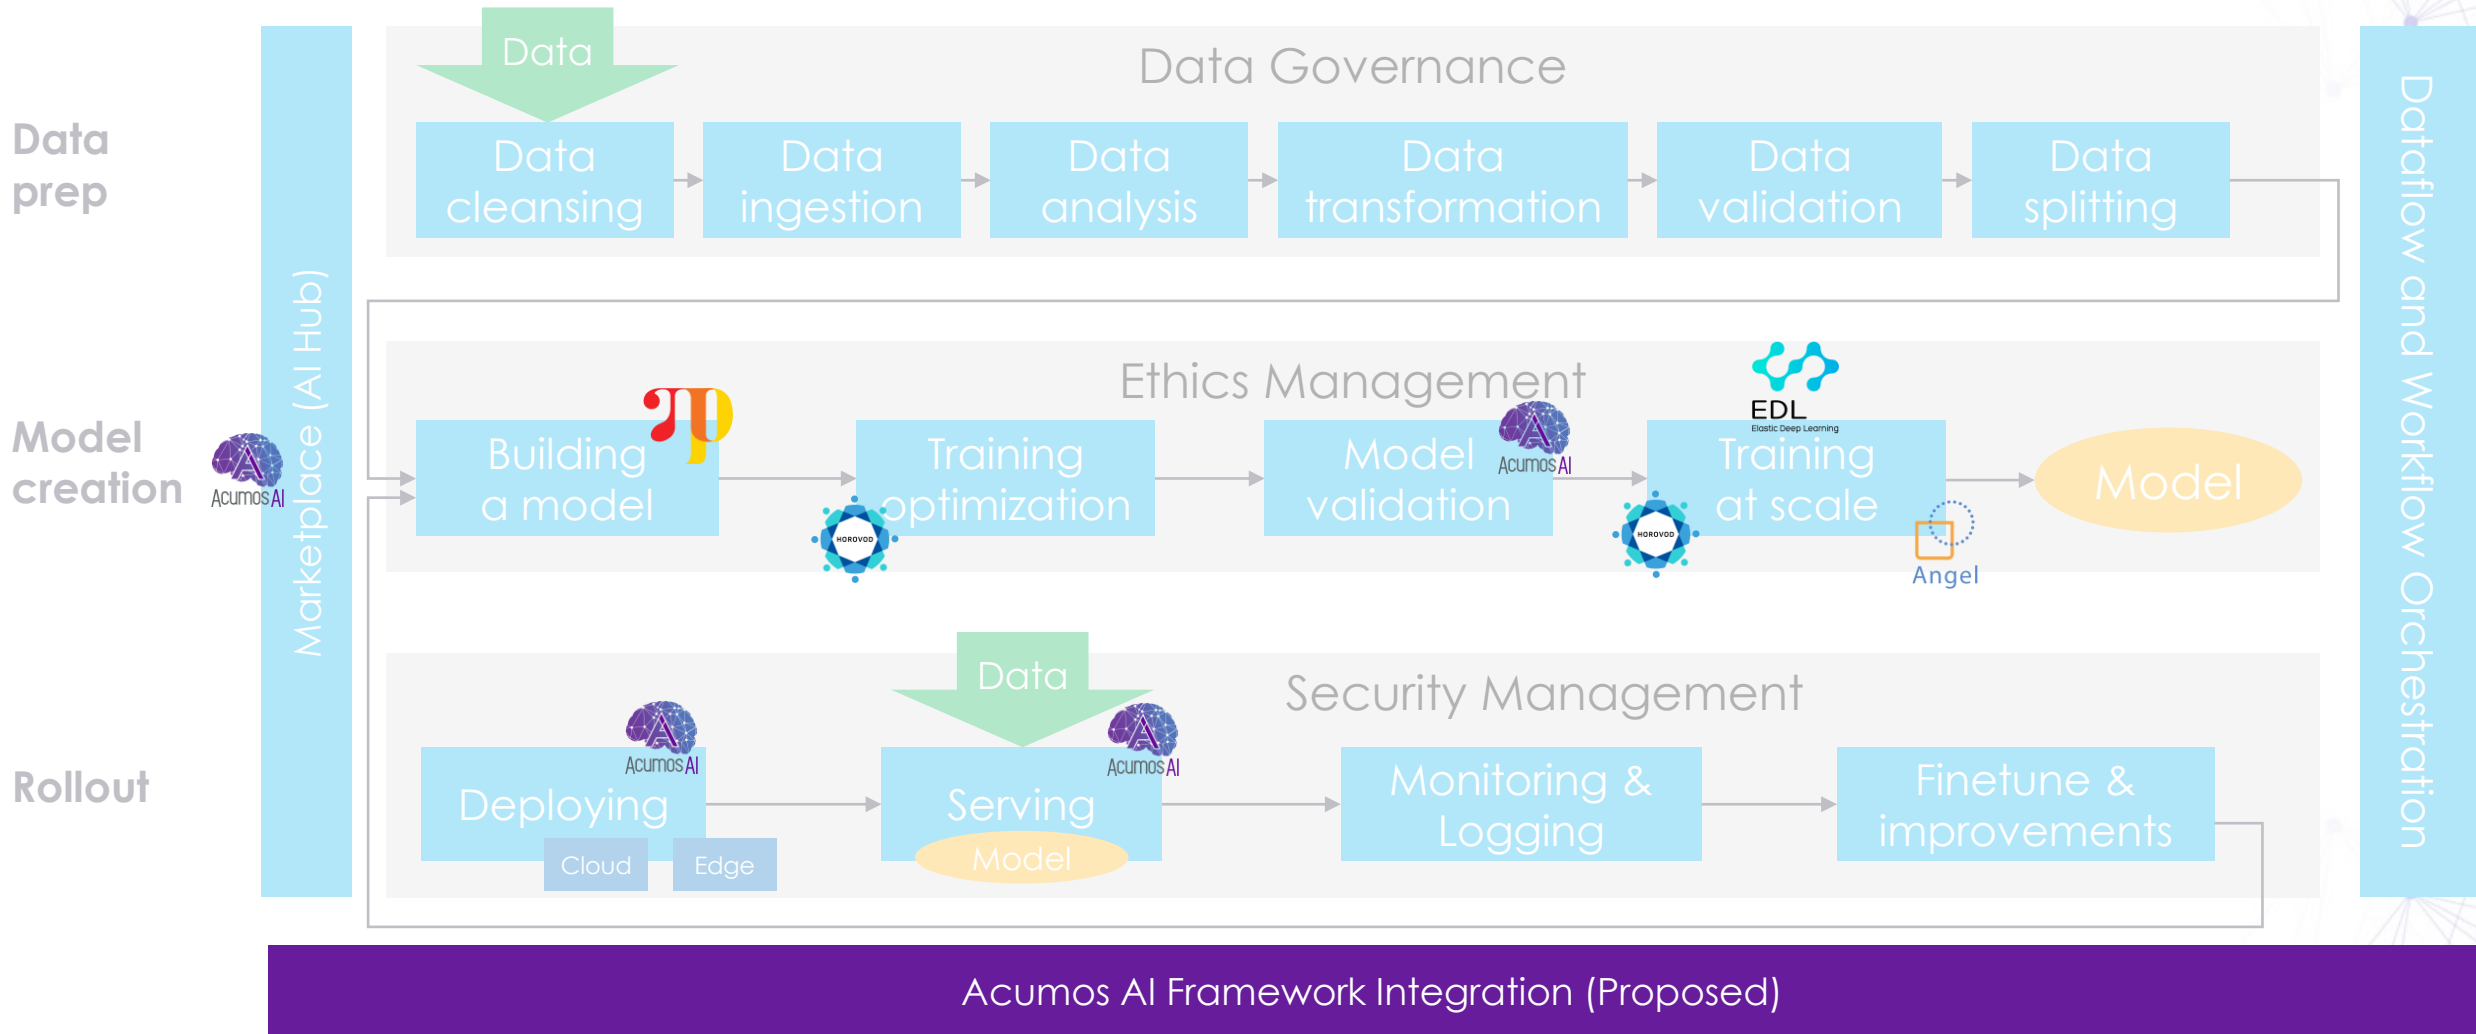 Data
Data Governance
Data
prep
Data
cleansing
Data
ingestion
Data
analysis
Data
transformation
Data
validation
Data
splitting
Marketplace (AI Hub)
Dataflow and Workflow Orchestration
Ethics Management
Model
creation
Acumos AI
Building
a model
HOROVOD
Training
optimization
Model
validation
Acumos AI
EDL
Elastic Deep Learning
Training
at scale
HOROVOD
Angel
Model
Data
Security Management
Rollout
Acumos AI
Deploying
Cloud
Edge
Acumos AI
Serving
Model
Monitoring &
Logging
Finetune &
improvements
Acumos AI Framework Integration (Proposed)